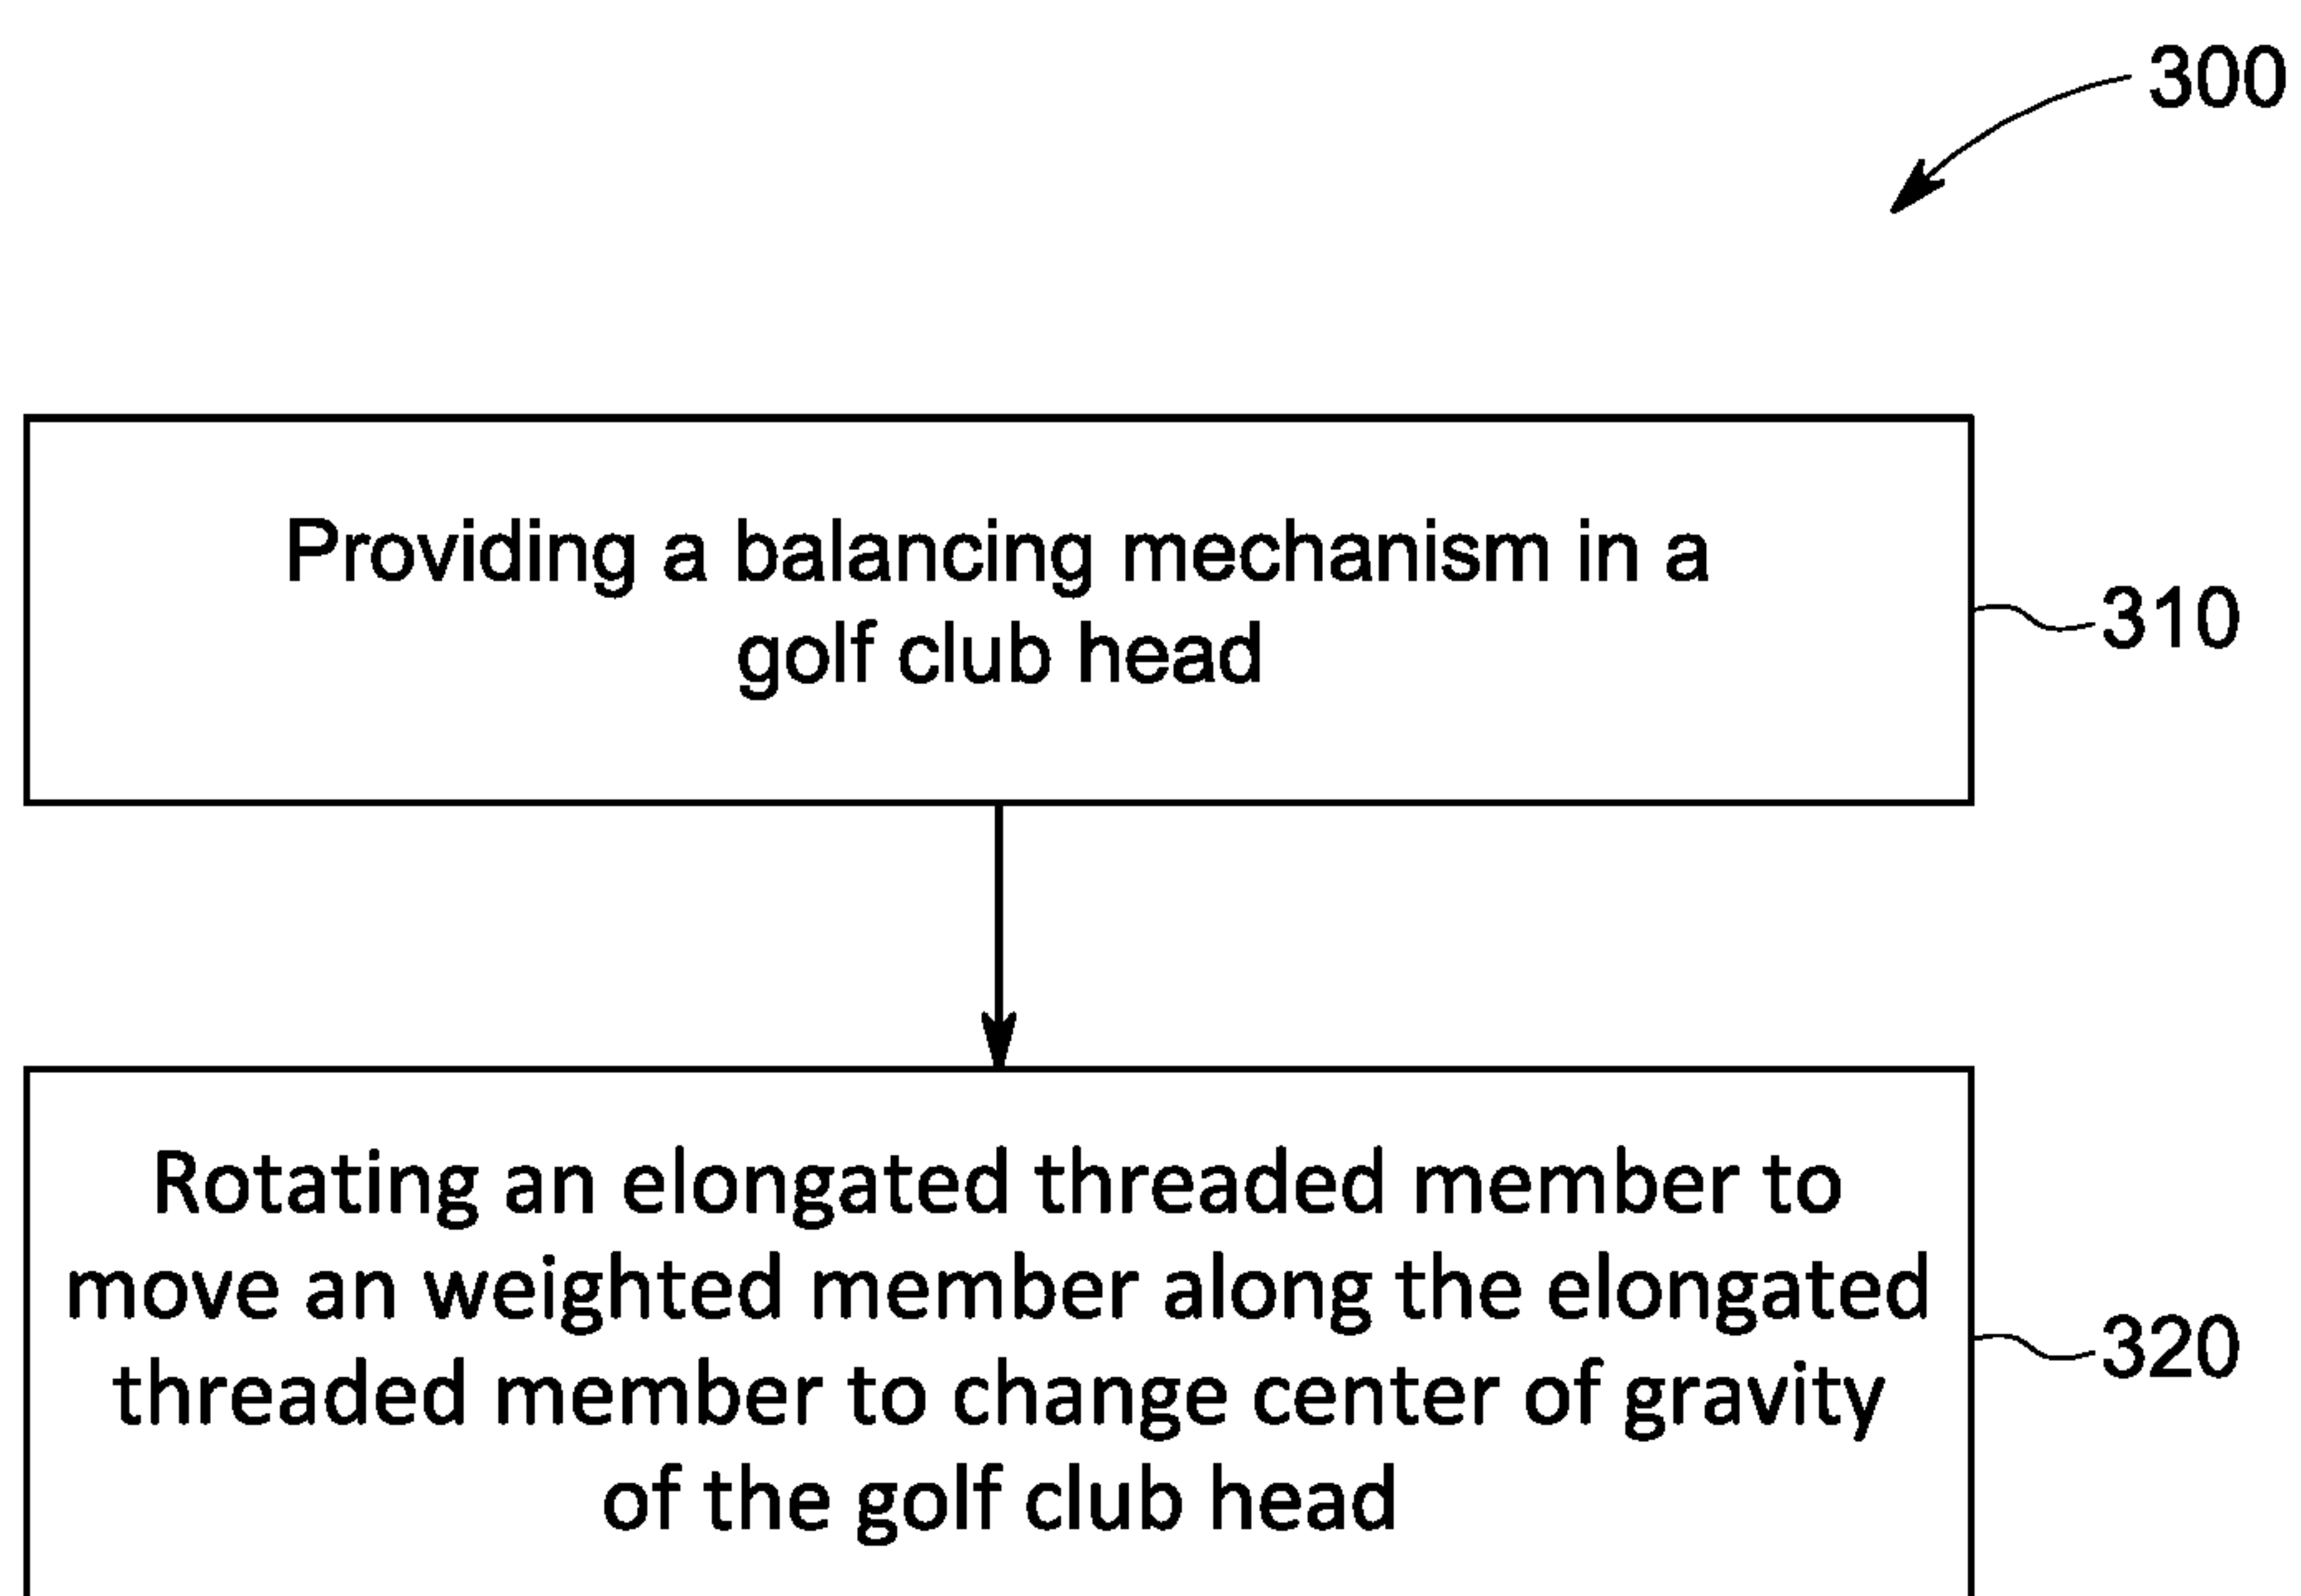 300
Providing a balancing mechanism in a
golf club head
310
Rotating an elongated threaded member to
move an weighted member along the elongated
threaded member to change center of gravity
of the golf club head
320